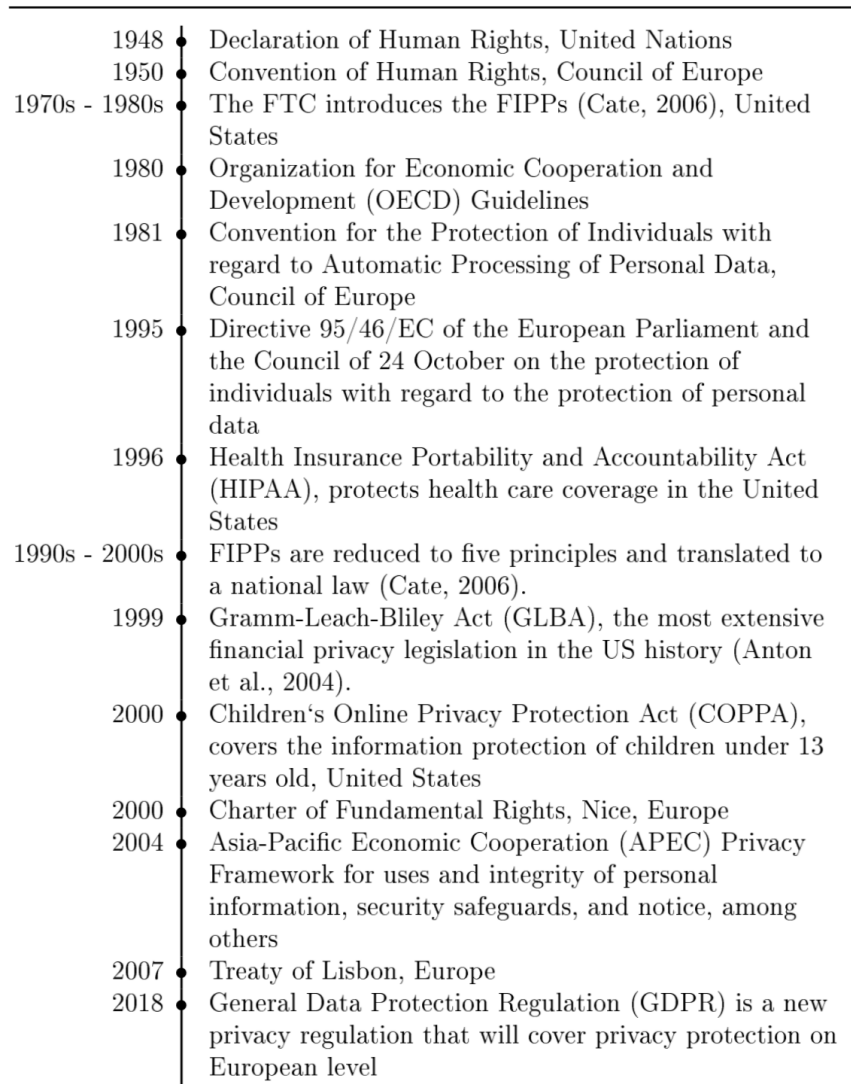 1948 Declaration of Human Rights, United Nations
1950 Convention of Human Rights, Council of Europe
1970s - 1980s The FTC introduces the FIPPs (Cate, 2006), United
States
1980 Organization for Economic Cooperation and
Development (OECD) Guidelines
1981 Convention for the Protection of Individuals with
regard to Automatic Processing of Personal Data,
Council of Europe
1995 Directive 95/46/EC of the European Parliament and
the Council of 24 October on the protection of
individuals with regard to the protection of personal
data
1996 Health Insurance Portability and Accountability Act
(HIPAA), protects health care coverage in the United
States
1990s - 2000s FIPPs are reduced to five principles and translated to
a national law (Cate, 2006).
1999 Gramm-Leach-Bliley Act (GLBA), the most extensive
financial privacy legislation in the US history (Anton
et al., 2004).
2000 Children‘s Online Privacy Protection Act (COPPA),
covers the information protection of children under 13
years old, United States
2000 Charter of Fundamental Rights, Nice, Europe
2004 Asia-Pacific Economic Cooperation (APEC) Privacy
Framework for uses and integrity of personal
information, security safeguards, and notice, among
others
2007 Treaty of Lisbon, Europe
2018 General Data Protection Regulation (GDPR) is a new
privacy regulation that will cover privacy protection on
European level